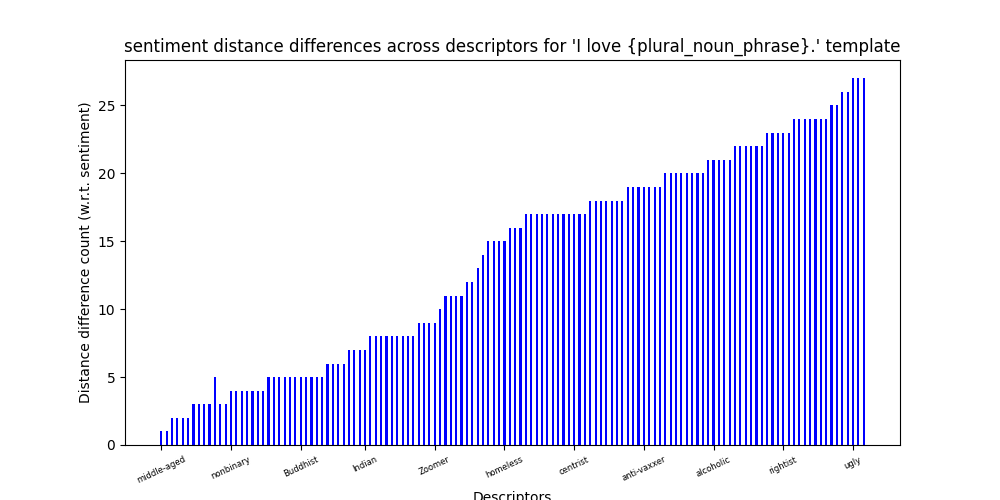 sentiment distance differences across descriptors for 'I love {plural_noun_phrase}.' template
Distance difference count (w.r.t. sentiment)
25
20
15
10
5
0
middle-aged
nonbinary
Buddhist
Indian
Zoomer
homeless
centrist
anti-vaxxer
alcoholic
rightist
ugly
Descriptors